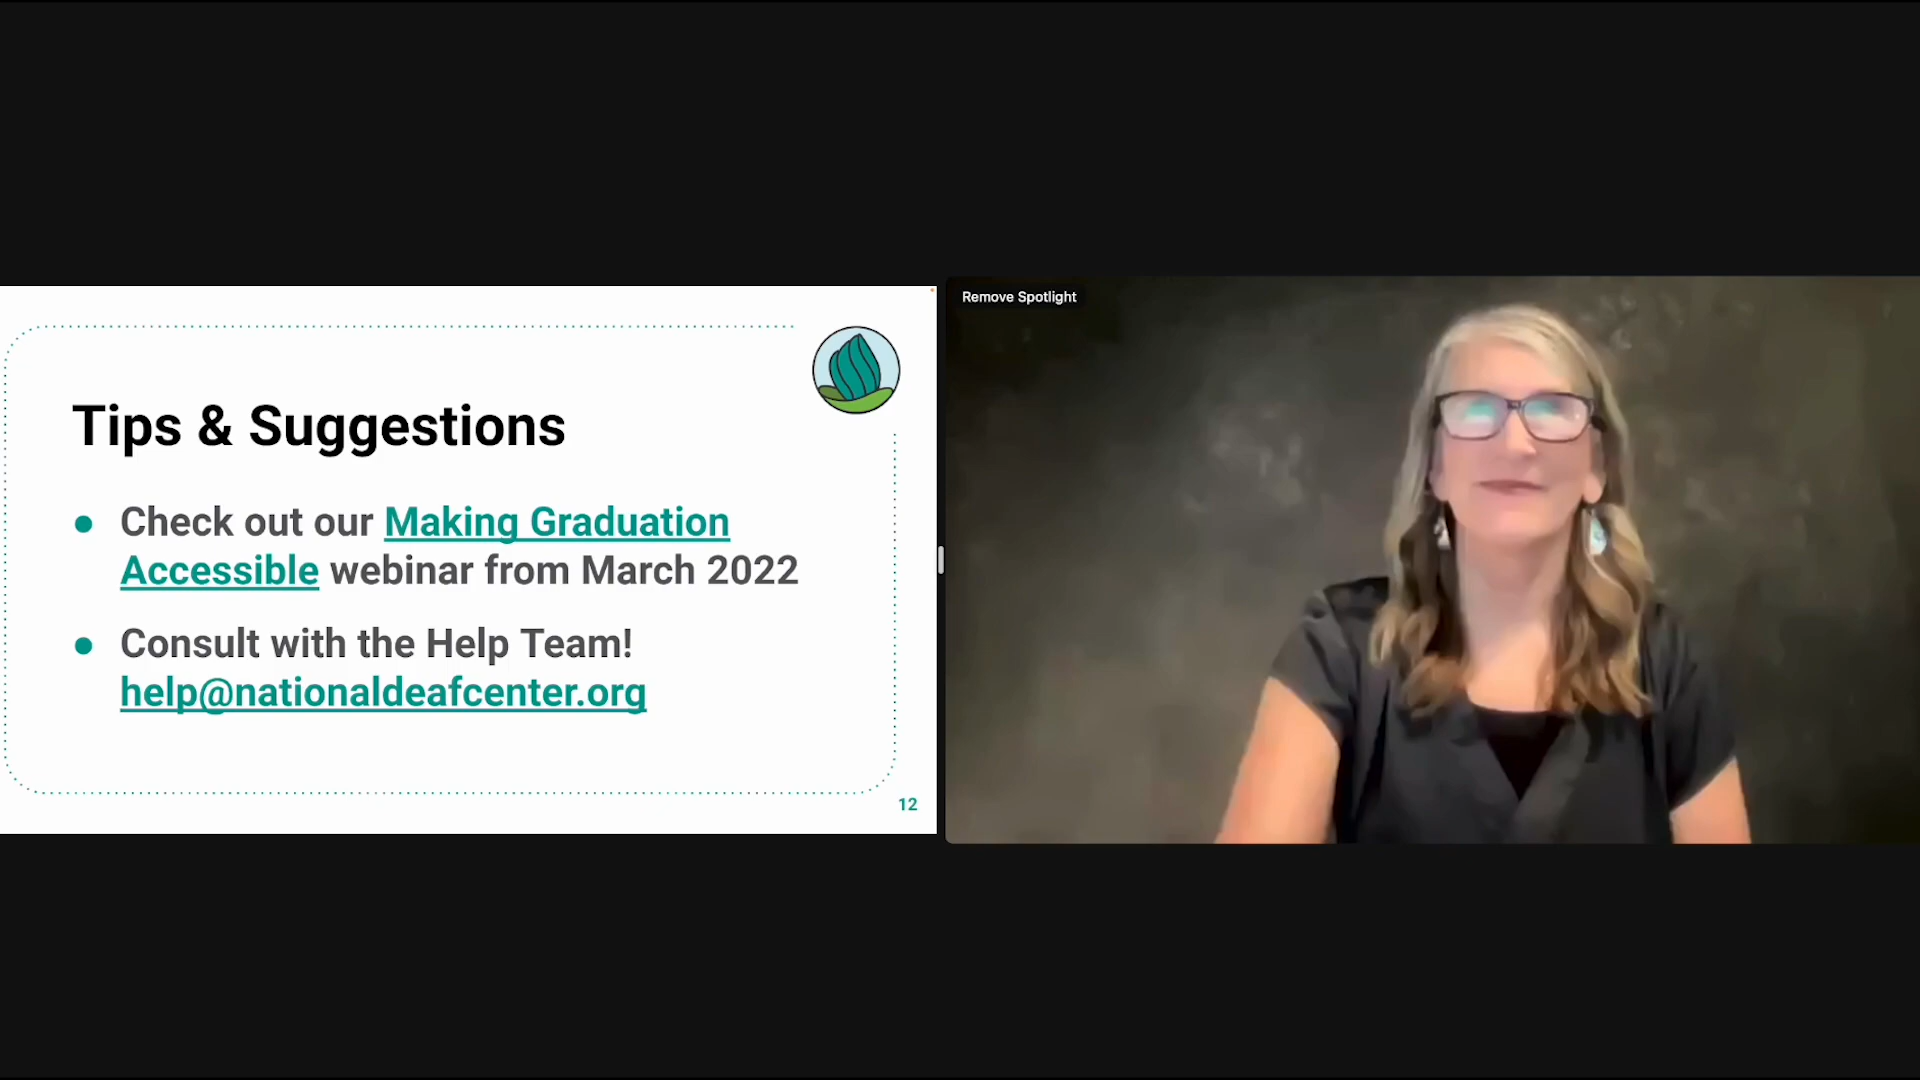 Remove Spotlight
Tips & Suggestions
● Check out our Making Graduation
Accessible webinar from March 2022
● Consult with the Help Team!
help@nationaldeafcenter.org
12